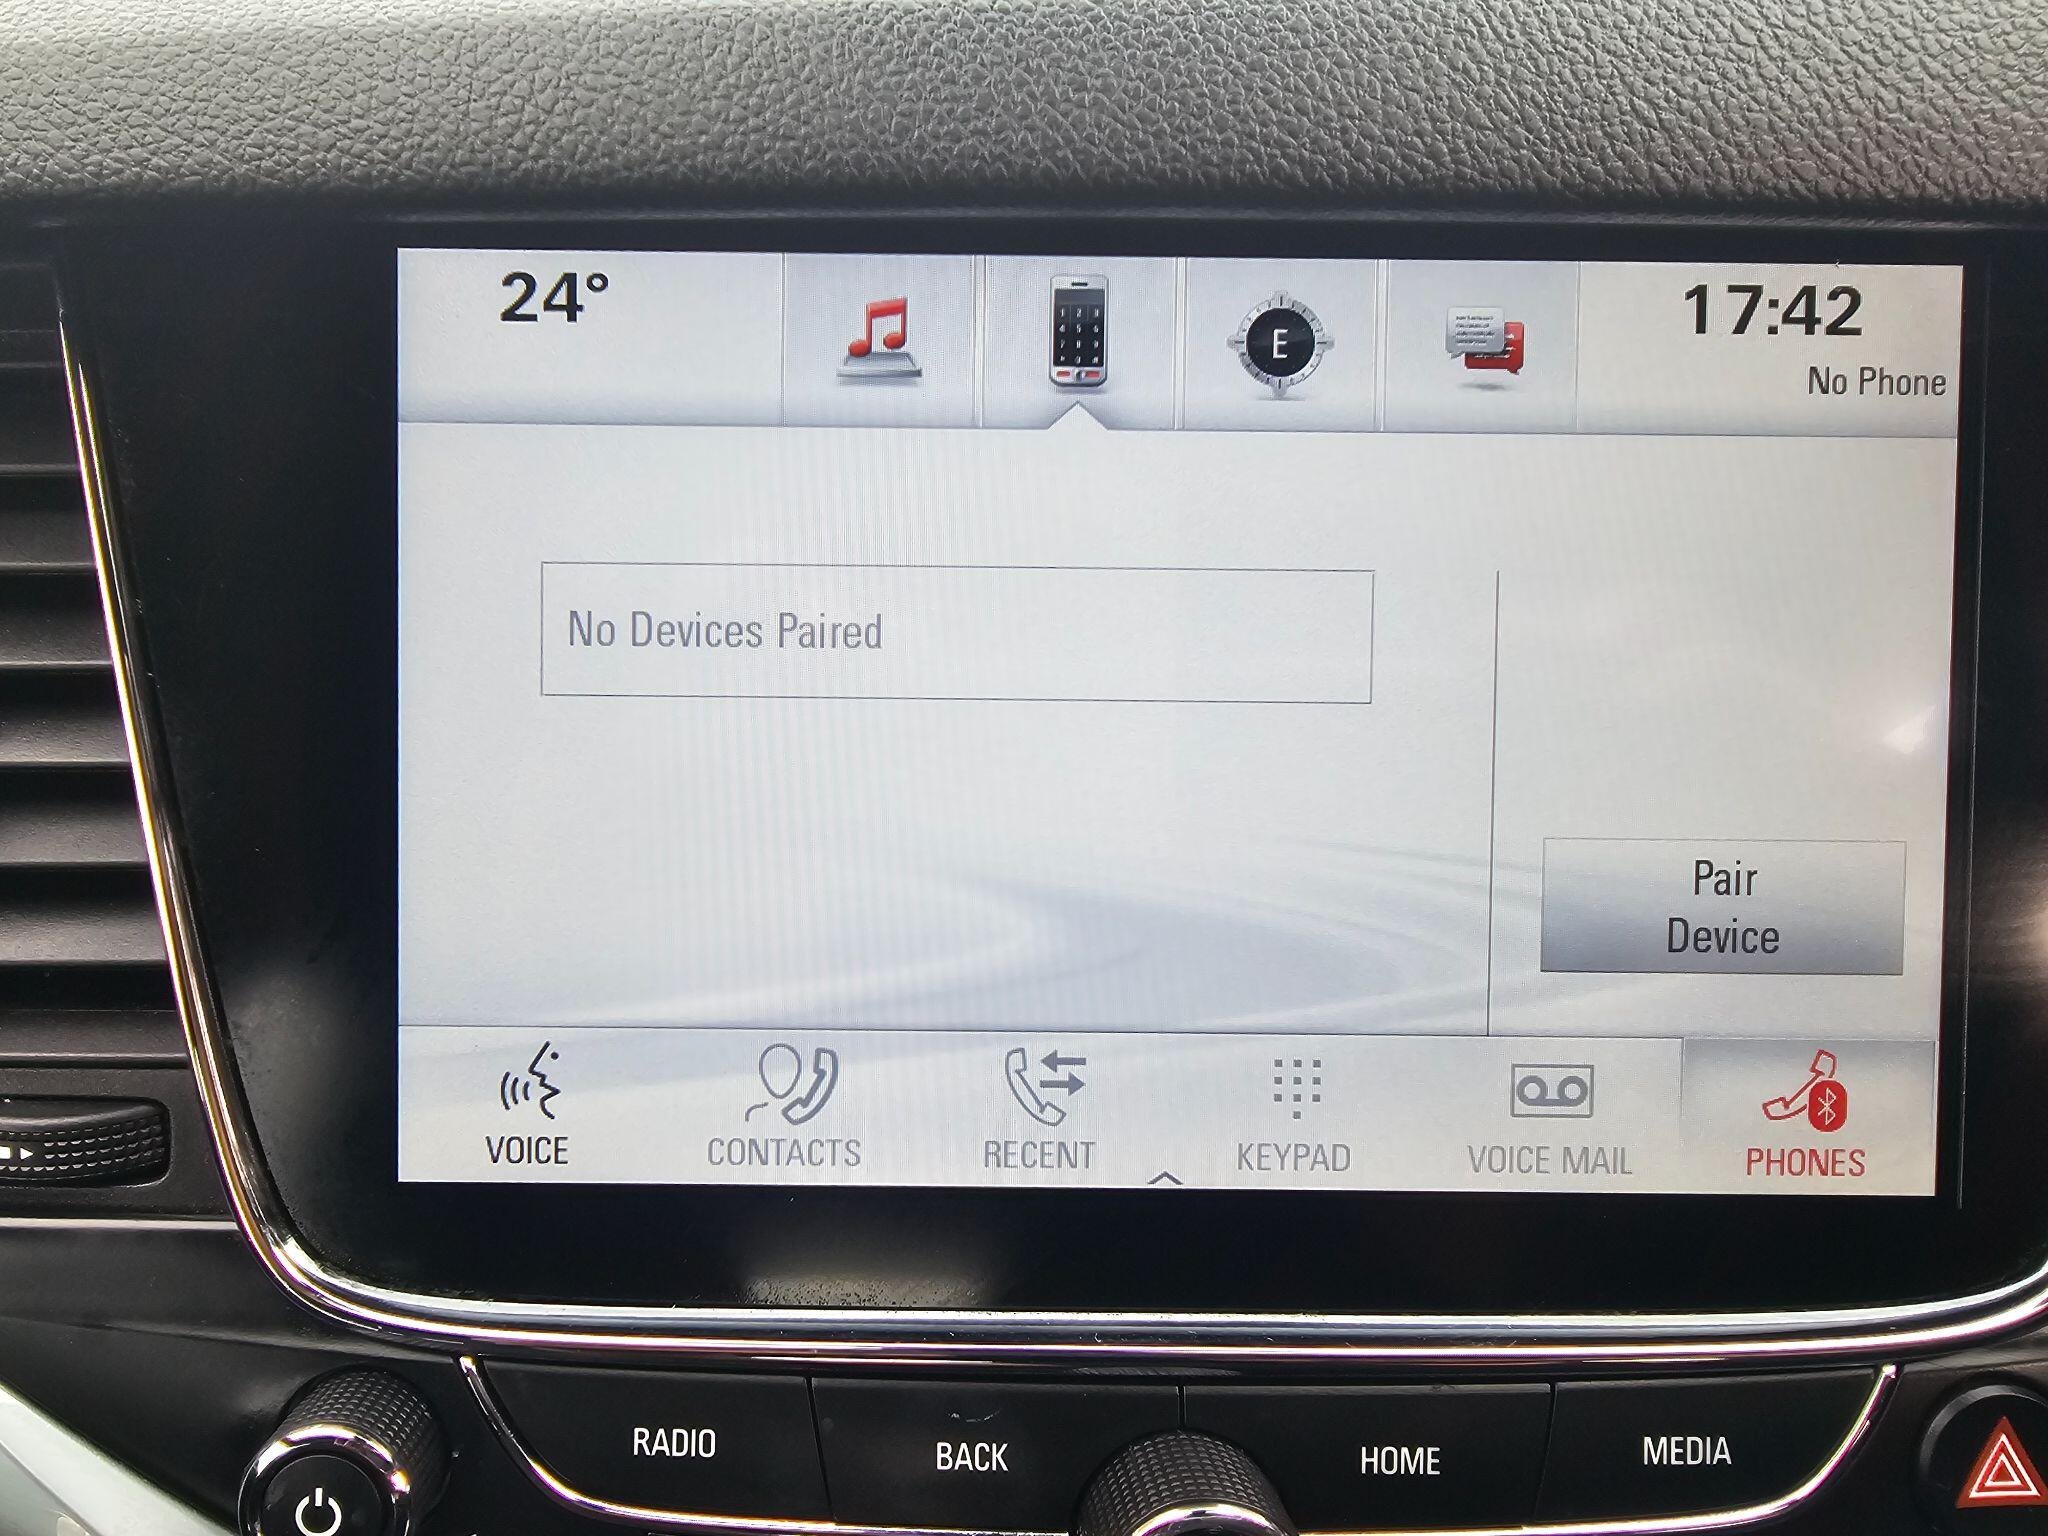 24°
E
17:42
No Phone
No Devices Paired
Pair
Device
VOICE
CONTACTS
RECENT
KEYPAD
VOICE MAIL
PHONES
RADIO
BACK
HOME
MEDIA